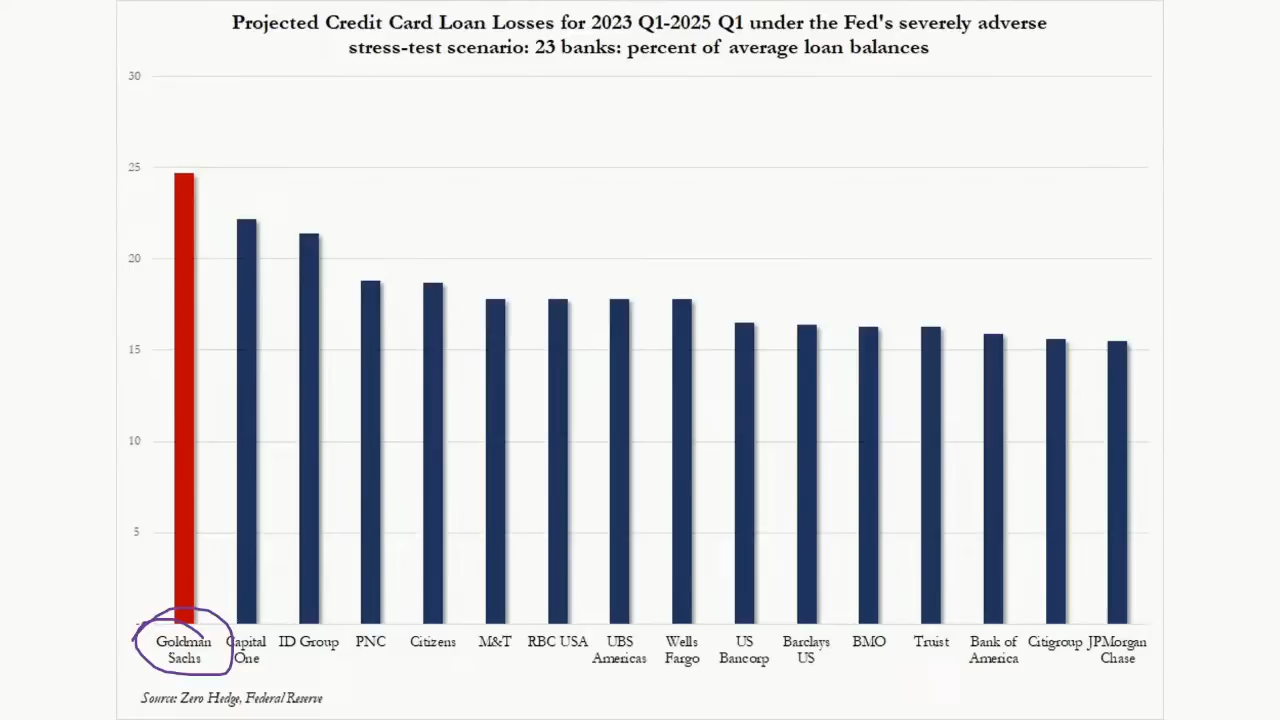 Projected Credit Card Loan Losses for 2023 Q1-2025 Q1 under the Fed's severely adverse
stress-test scenario: 23 banks: percent of average loan balances
30
25
20
15
10
5
-
Goldman Sachs
Capital One
ID Group
PNC
Citizens
M&T
RBC USA
UBS Americas
Wells Fargo
US Bancorp
Barclays US
BMO
Truist
Bank of America
Citigroup
JPMorgan Chase
Source: Zero Hedge, Federal Reserve